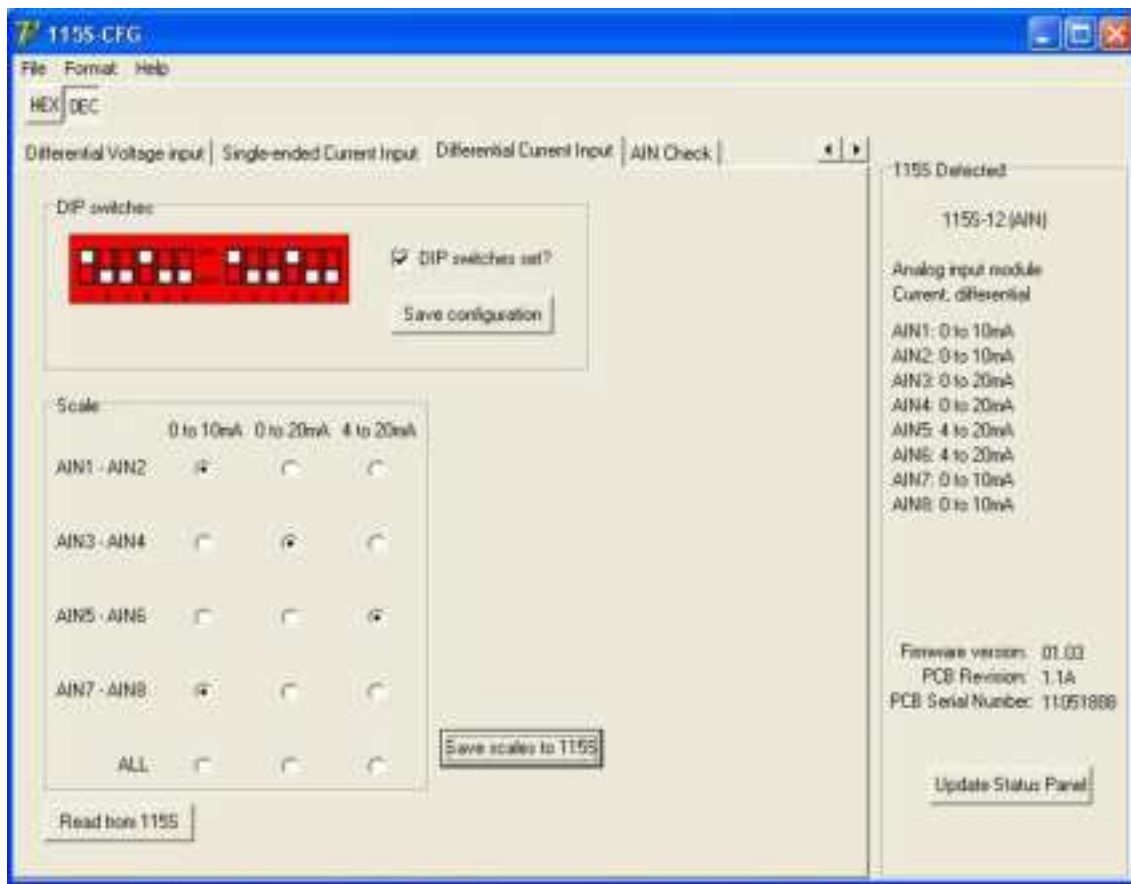 115S-CFG
File Format Help
HEX DEC
Differential Voltage input Single-ended Current Input Differential Current Input AIN Check
DIP switches
DIP switches set?
Save configuration
Scale
0 to 10mA 0 to 20mA 4 to 20mA
AIN1 - AIN2
AIN3 - AIN4
AIN5 - AIN6
AIN7 - AIN8
ALL
Save scales to 115S
Read from 115S
115S Detected
115S-12 (AIN)
Analog input module
Current, differential
AIN1: 0 to 10mA
AIN2: 0 to 10mA
AIN3: 0 to 20mA
AIN4: 0 to 20mA
AIN5: 4 to 20mA
AIN6: 4 to 20mA
AIN7: 0 to 10mA
AIN8: 0 to 10mA
Firmware version: 01.03
PCB Revision: 1.1A
PCB Serial Number: 11051888
Update Status Panel